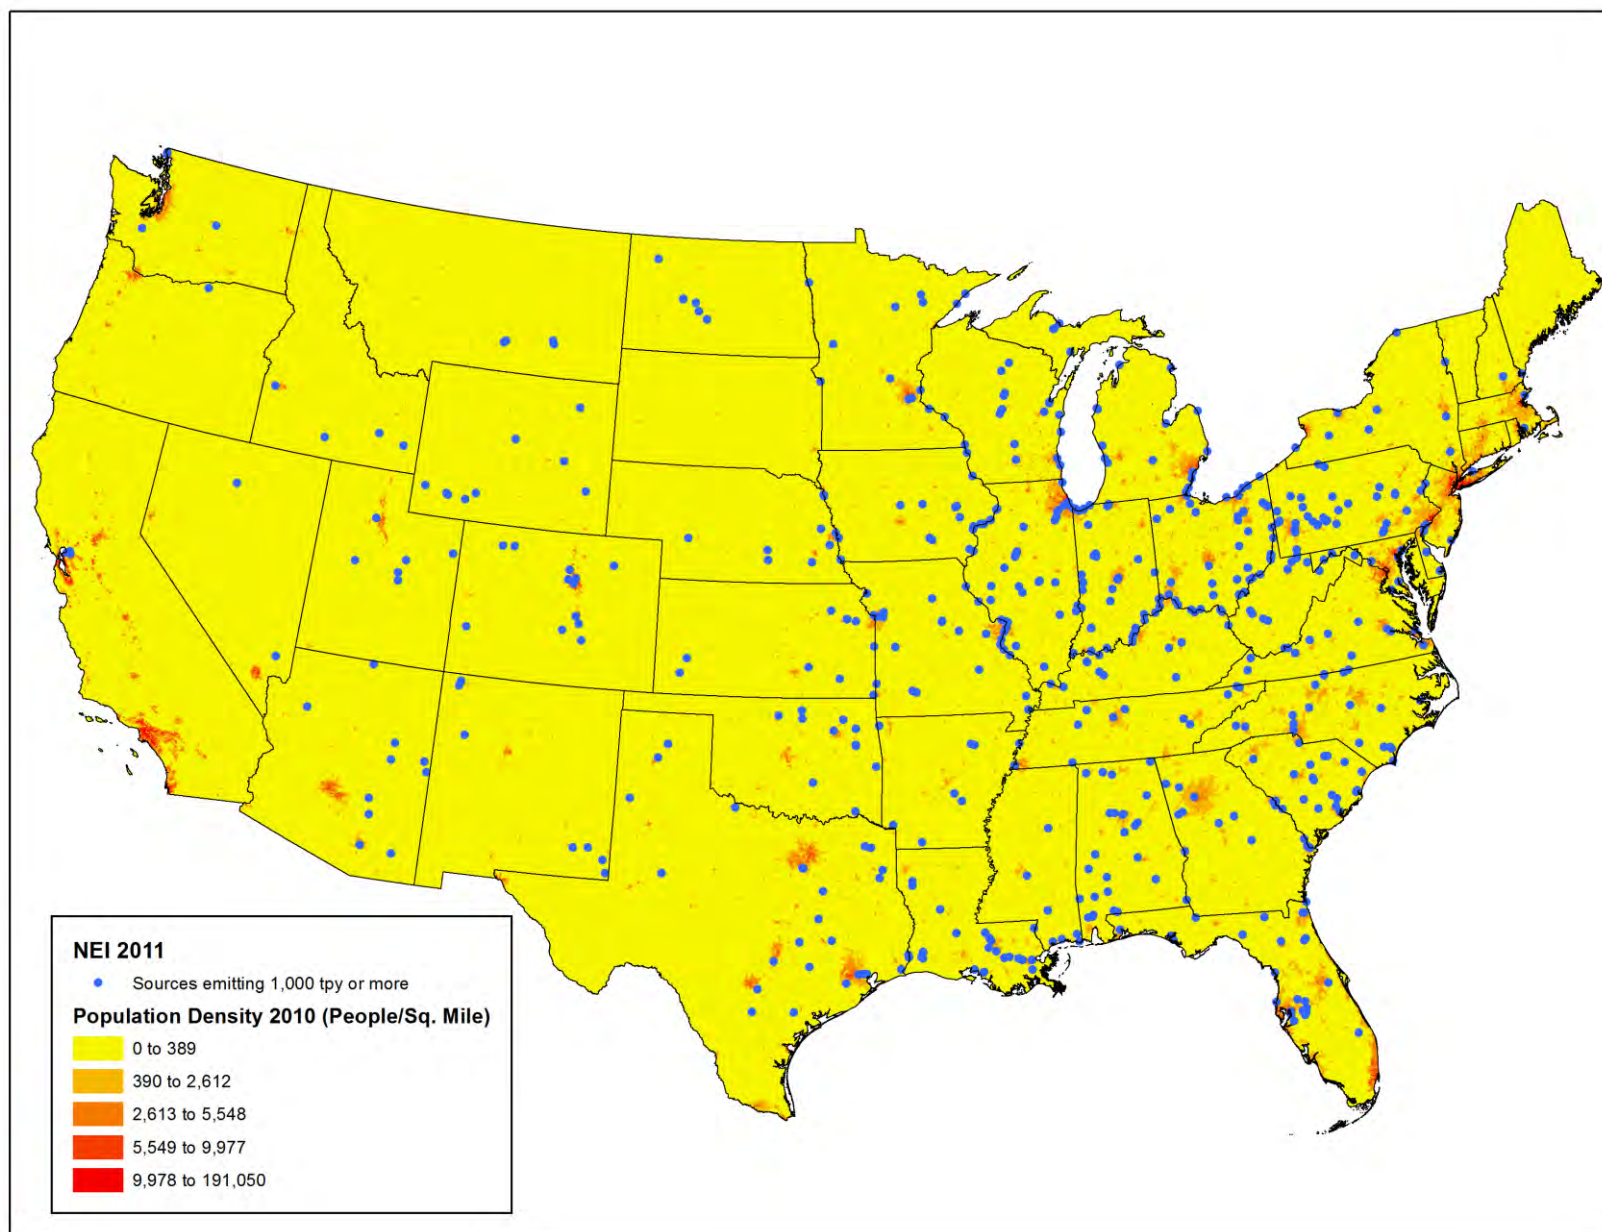 NEI 2011
Sources emitting 1,000 tpy or more
Population Density 2010 (People/Sq. Mile)
0 to 389
390 to 2,612
2,613 to 5,548
5,549 to 9,977
9,978 to 191,050